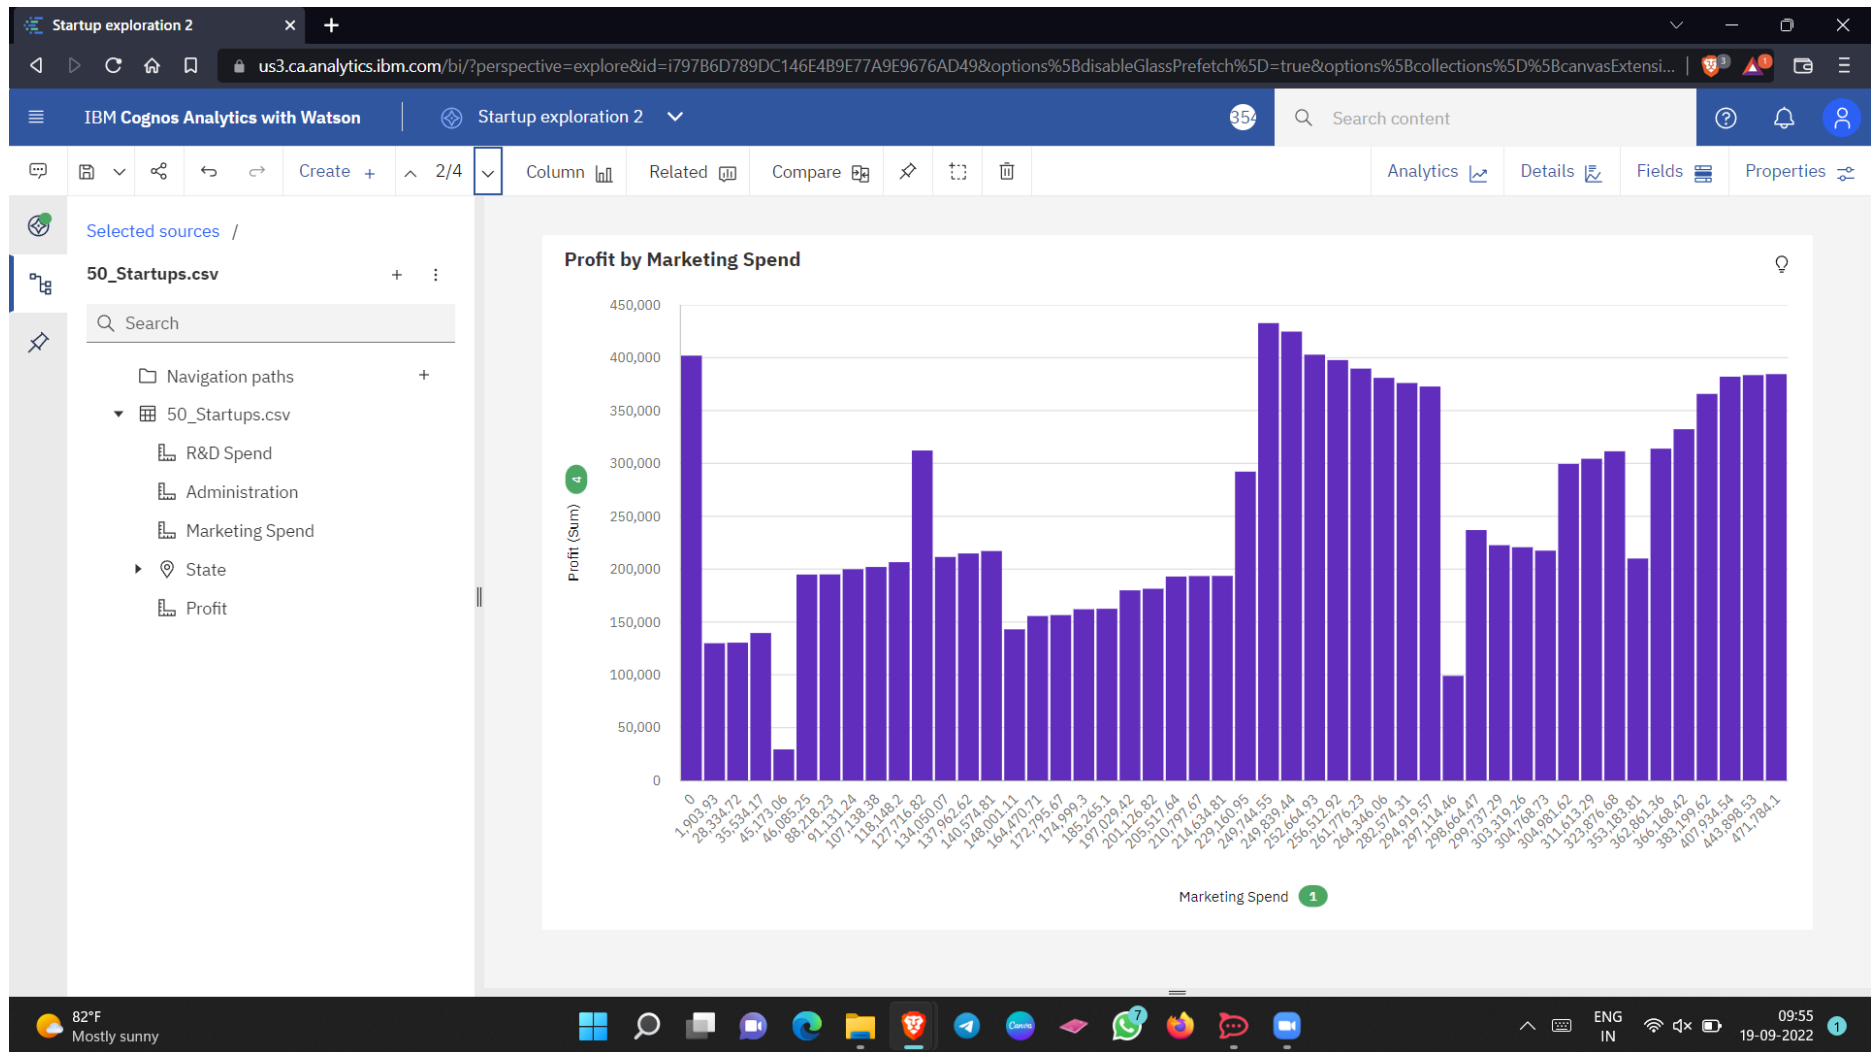 Startup exploration 2
us3.ca.analytics.ibm.com/bi/?perspective=explore&id=i797B6D789DC146E4B9E77A9E9676AD49&options%5BdisableGlassPrefetch%5D=true&options%5Bcollections%5D%5BcanvasExtensi...
3
1
IBM Cognos Analytics with Watson
Startup exploration 2
354
Search content
Create
2/4
Column
Related
Compare
Analytics
Details
Fields
Properties
Selected sources /
50_Startups.csv
Search
Navigation paths
50_Startups.csv
R&D Spend
Administration
Marketing Spend
State
Profit
Profit by Marketing Spend
450,000
400,000
350,000
300,000
250,000
200,000
150,000
100,000
50,000
0
Profit (Sum)
4
0
1,903.93
28,334.72
35,534.17
45,173.06
46,085.25
88,218.23
91,131.24
107,138.38
118,148.2
127,716.82
134,050.07
137,962.62
140,574.81
148,001.11
164,470.71
172,795.67
174,999.3
185,265.1
197,029.42
201,126.82
205,517.64
210,797.67
214,634.81
229,160.95
249,744.55
249,839.44
252,664.93
256,512.92
261,776.23
264,346.06
282,574.31
294,919.57
297,114.46
298,664.47
299,737.29
303,319.26
304,768.73
304,981.62
311,613.29
323,876.68
353,183.81
362,861.36
366,168.42
383,199.62
407,934.54
443,898.53
471,784.1
Marketing Spend
1
82°F
Mostly sunny
Canva
7
ENG
IN
09:55
19-09-2022
1